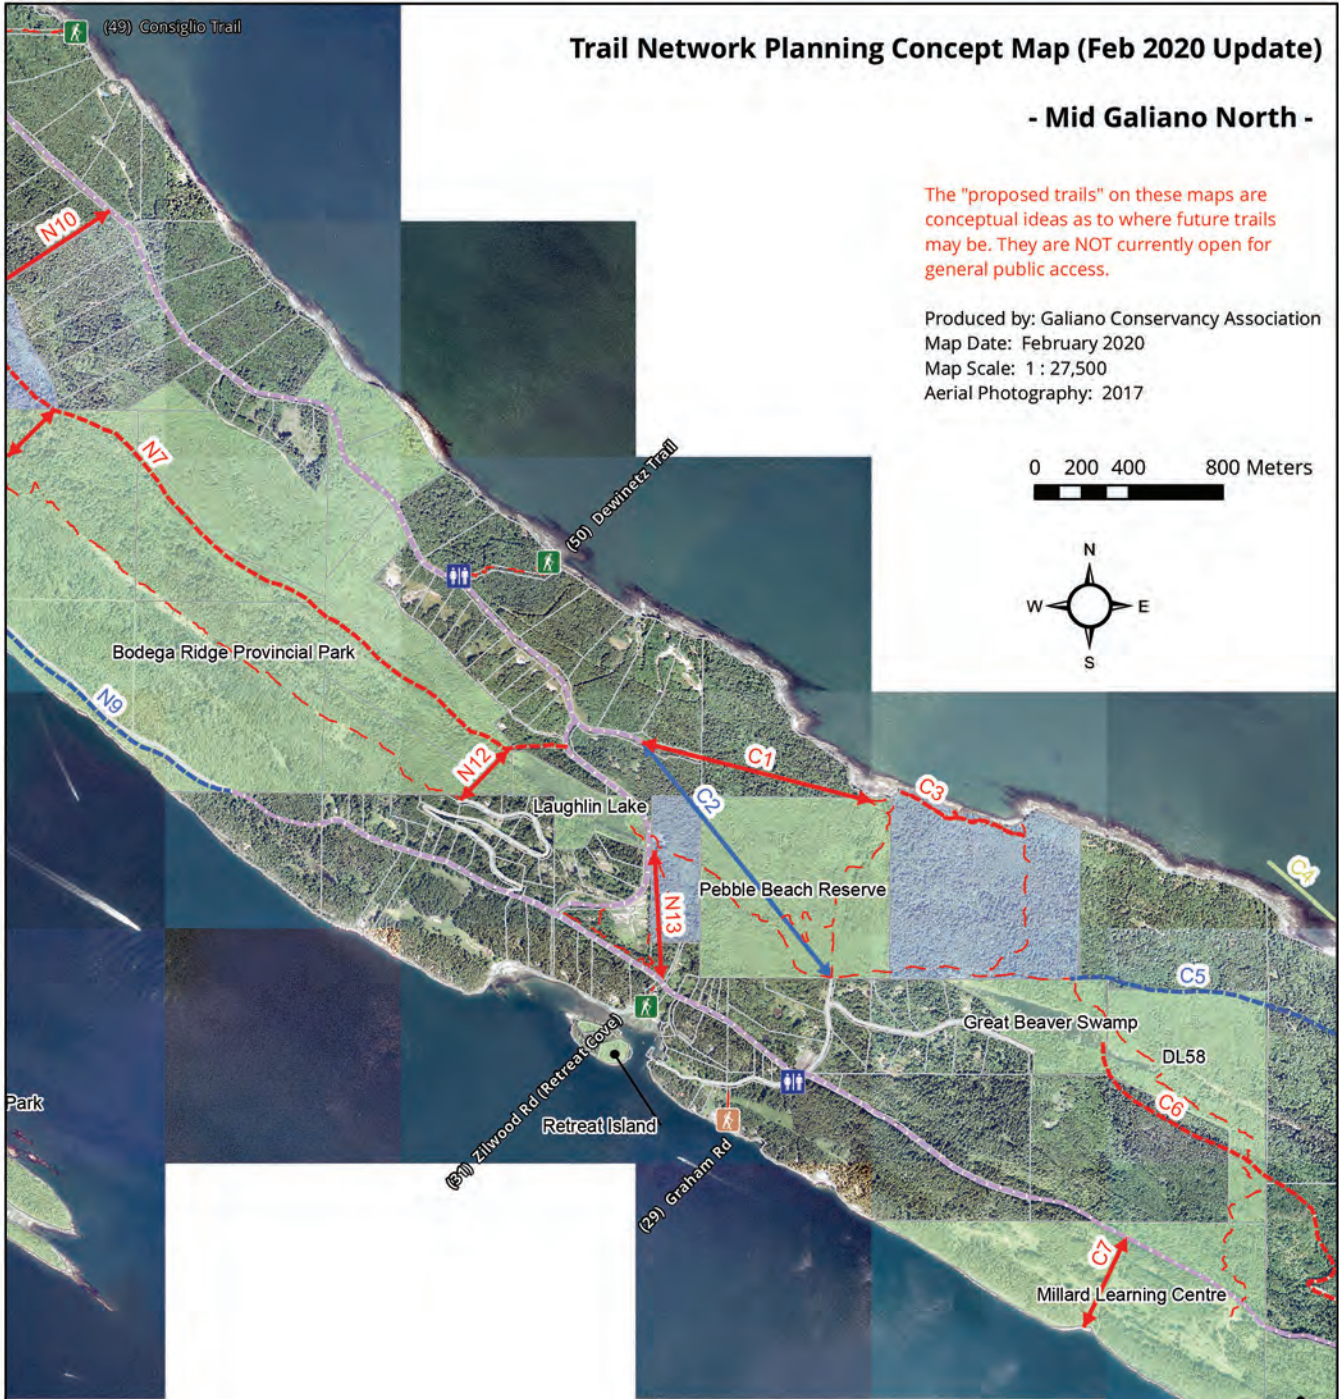 (49) Consiglio Trail
Trail Network Planning Concept Map (Feb 2020 Update)
- Mid Galiano North -
The "proposed trails" on these maps are
conceptual ideas as to where future trails
may be. They are NOT currently open for
general public access.
Produced by: Galiano Conservancy Association
Map Date: February 2020
Map Scale: 1 : 27,500
Aerial Photography: 2017
0 200 400 800 Meters
N
W E
S
N10
N7
(50) Dewinetz Trail
Bodega Ridge Provincial Park
N9
N12
C1
C2
C3
Laughlin Lake
C4
Pebble Beach Reserve
N13
C5
Great Beaver Swamp
DL58
Park
C6
Retreat Island
(31) Zilwood Rd (Retreat Cove)
(29) Graham Rd
C7
Millard Learning Centre